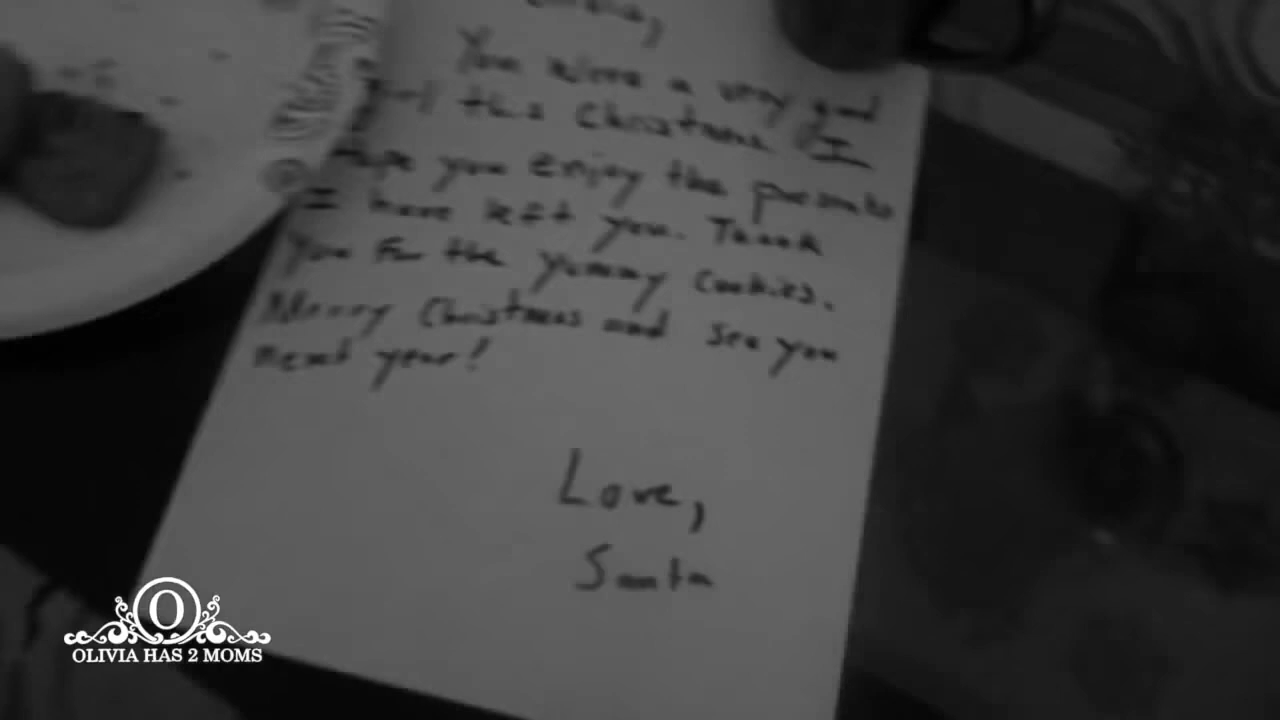 You were a very good
girl this Christmas I
Hope you enjoy the presents
I have left you. Thank
you For the yummy cookies.
Merry Christmas and see you
next year!
Love,
Santa
O
OLIVIA HAS 2 MOMS